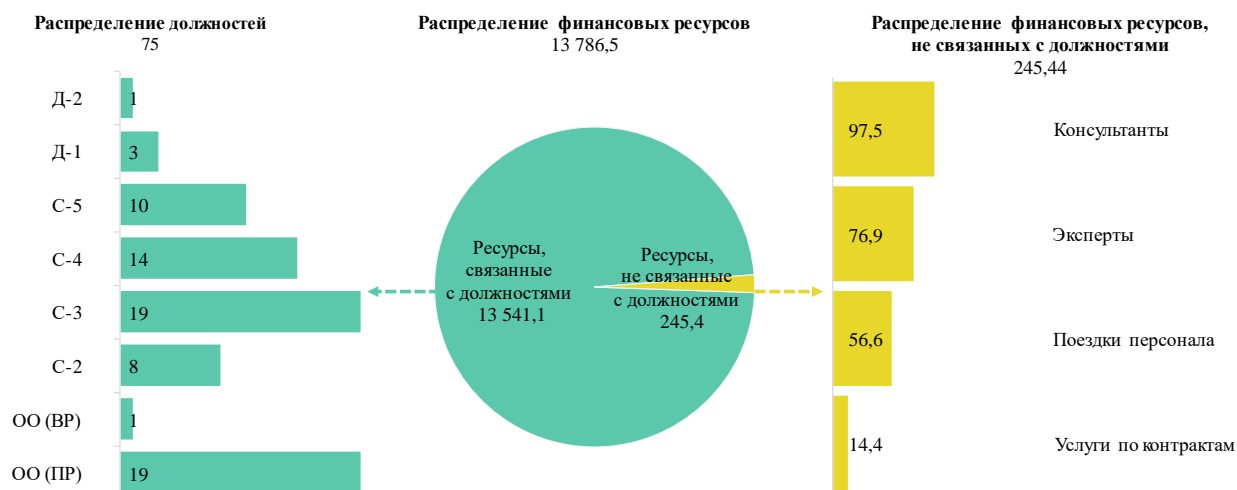 Распределение должностей
75
Д-2
1
Д-1
3
С-5
10
С-4
14
С-3
19
С-2
8
ОО (ВР)
1
ОО (ПР)
19
Распределение финансовых ресурсов
13 786,5
Ресурсы,
связанные
с должностями
13 541,1
Ресурсы,
не связанные
с должностями
245,4
Распределение финансовых ресурсов,
не связанных с должностями
245,44
97,5
Консультанты
76,9
Эксперты
56,6
Поездки персонала
14,4
Услуги по контрактам